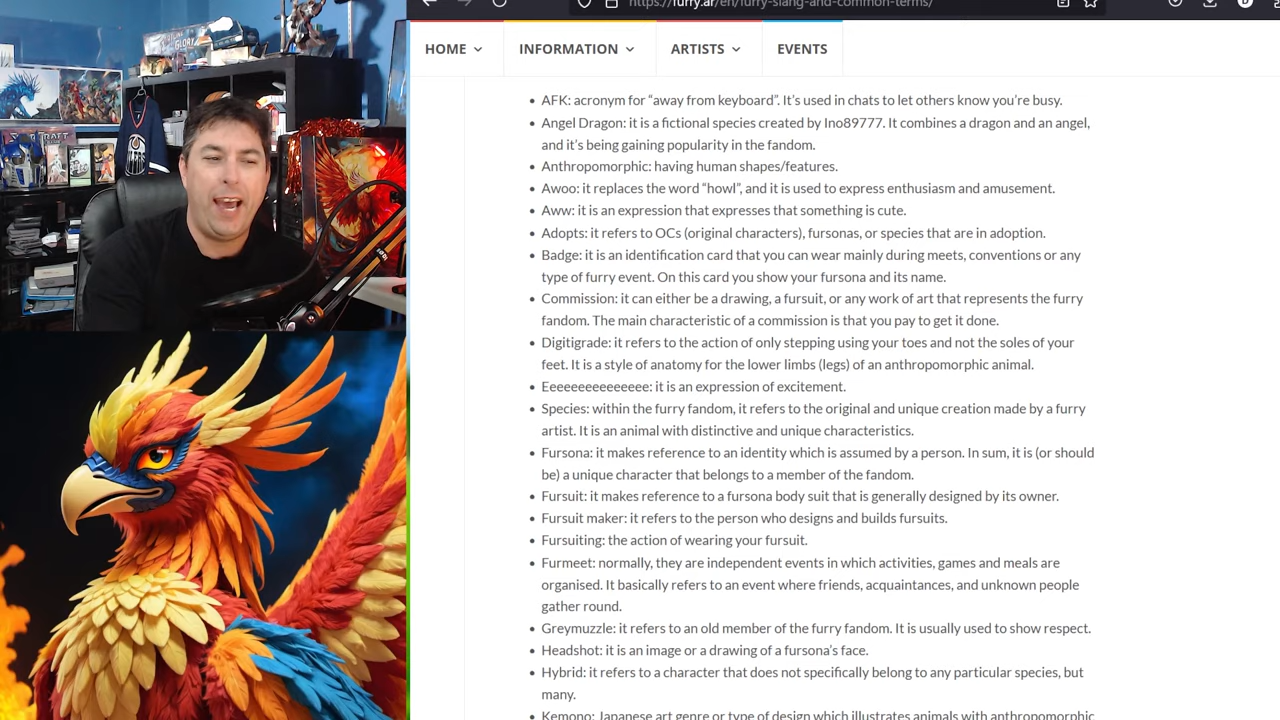 https://furry.ar/en/furry-slang-and-common-terms/
HOME
INFORMATION
ARTISTS
EVENTS
GLORY
• AFK: acronym for “away from keyboard”. It’s used in chats to let others know you’re busy.
• Angel Dragon: it is a fictional species created by Ino89777. It combines a dragon and an angel,
and it’s being gaining popularity in the fandom.
• Anthropomorphic: having human shapes/features.
• Awoo: it replaces the word “howl”, and it is used to express enthusiasm and amusement.
• Aww: it is an expression that expresses that something is cute.
• Adopts: it refers to OCs (original characters), fursonas, or species that are in adoption.
• Badge: it is an identification card that you can wear mainly during meets, conventions or any
type of furry event. On this card you show your fursona and its name.
• Commission: it can either be a drawing, a fursuit, or any work of art that represents the furry
fandom. The main characteristic of a commission is that you pay to get it done.
• Digitigrade: it refers to the action of only stepping using your toes and not the soles of your
feet. It is a style of anatomy for the lower limbs (legs) of an anthropomorphic animal.
• Eeeeeeeeeeeeee: it is an expression of excitement.
• Species: within the furry fandom, it refers to the original and unique creation made by a furry
artist. It is an animal with distinctive and unique characteristics.
• Fursona: it makes reference to an identity which is assumed by a person. In sum, it is (or should
be) a unique character that belongs to a member of the fandom.
• Fursuit: it makes reference to a fursona body suit that is generally designed by its owner.
• Fursuit maker: it refers to the person who designs and builds fursuits.
• Fursuiting: the action of wearing your fursuit.
• Furmeet: normally, they are independent events in which activities, games and meals are
organised. It basically refers to an event where friends, acquaintances, and unknown people
gather round.
• Greymuzzle: it refers to an old member of the furry fandom. It is usually used to show respect.
• Headshot: it is an image or a drawing of a fursona’s face.
• Hybrid: it refers to a character that does not specifically belong to any particular species, but
many.
• Kemono: Japanese art genre or type of design which illustrates animals with anthropomorphic